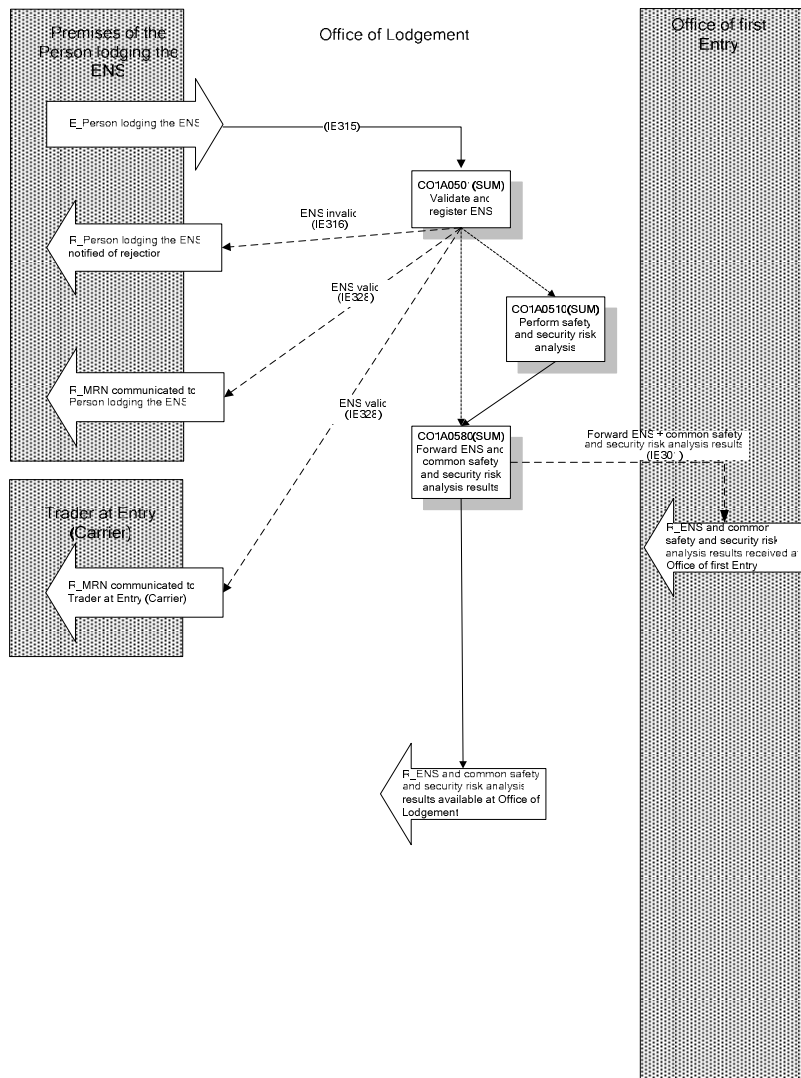 Premises of the
Person lodging the
ENS
Office of Lodgement
Office of first
Entry
E_Person lodging the ENS
(IE315)
CO1A050 (SUM)
Validate and
register ENS
ENS invalid
(IE316)
R_Person lodging the ENS
notified of rejection
ENS valid
(IE328)
CO1A0510(SUM)
Perform safety
and security risk
analysis
R_MRN communicated to
Person lodging the ENS
ENS valid
(IE328)
CO1A0580(SUM)
Forward ENS and
common safety
and security risk
analysis results
Forward ENS + common safety
and security risk analysis results
(IE301)
Trader at Entry
(Carrier)
R_ENS and common
safety and security risk
analysis results received at
Office of first Entry
R_MRN communicated to
Trader at Entry (Carrier)
R_ENS and common safety
and security risk analysis
results available at Office of
Lodgement